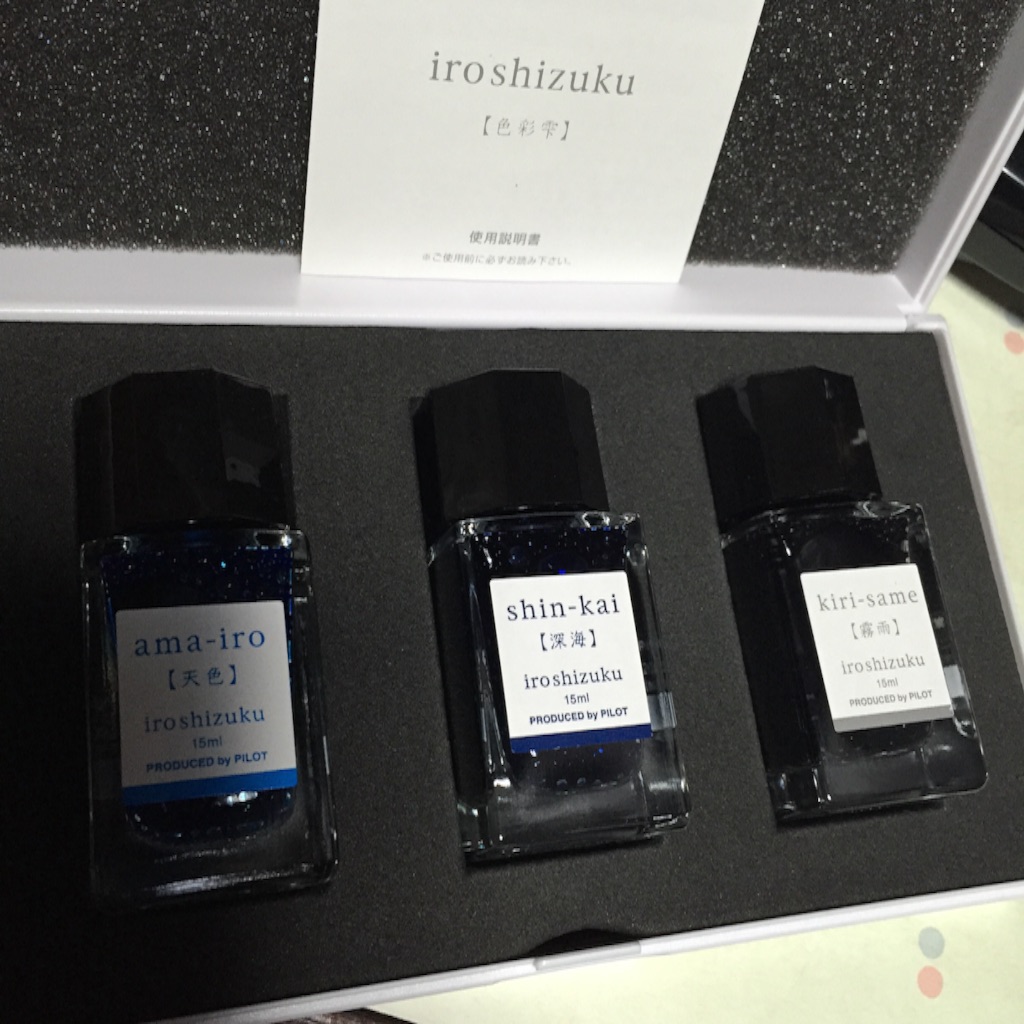 iroshizuku
【色彩雫】
使用説明書
※ご使用前に必ずお読み下さい。
ama-iro
【天色】
iroshizuku
15ml
PRODUCED by PILOT
shin-kai
【深海】
iroshizuku
15ml
PRODUCED by PILOT
kiri-same
【霧雨】
iroshizuku
15ml
PRODUCED by PILOT